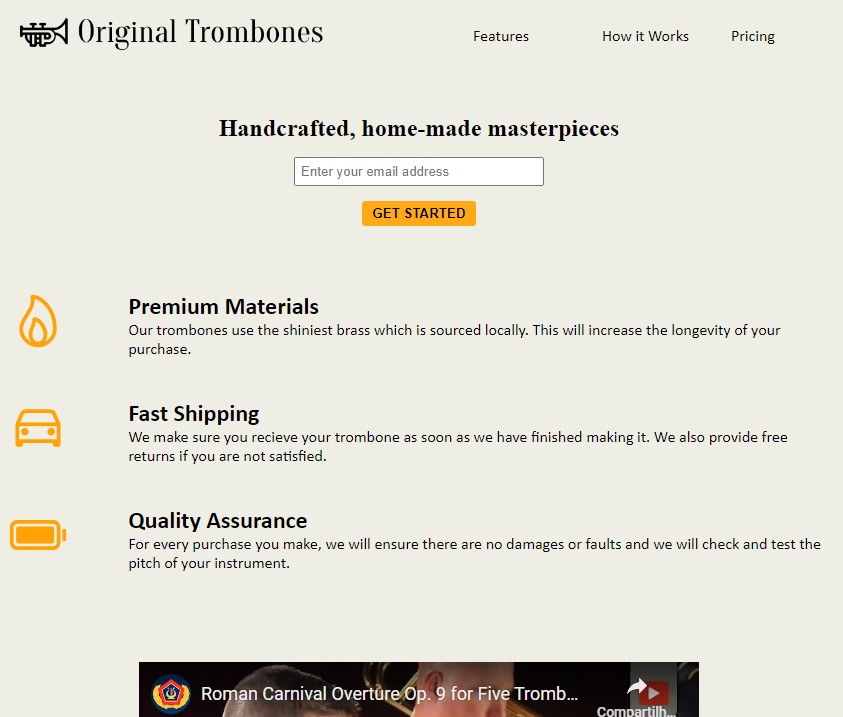 Original Trombones
Features
How it Works
Pricing
Handcrafted, home-made masterpieces
Enter your email address
GET STARTED
Premium Materials
Our trombones use the shiniest brass which is sourced locally. This will increase the longevity of your
purchase.
Fast Shipping
We make sure you recieve your trombone as soon as we have finished making it. We also provide free
returns if you are not satisfied.
Quality Assurance
For every purchase you make, we will ensure there are no damages or faults and we will check and test the
pitch of your instrument.
Roman Carnival Overture Op. 9 for Five Tromb...
Compartilh...